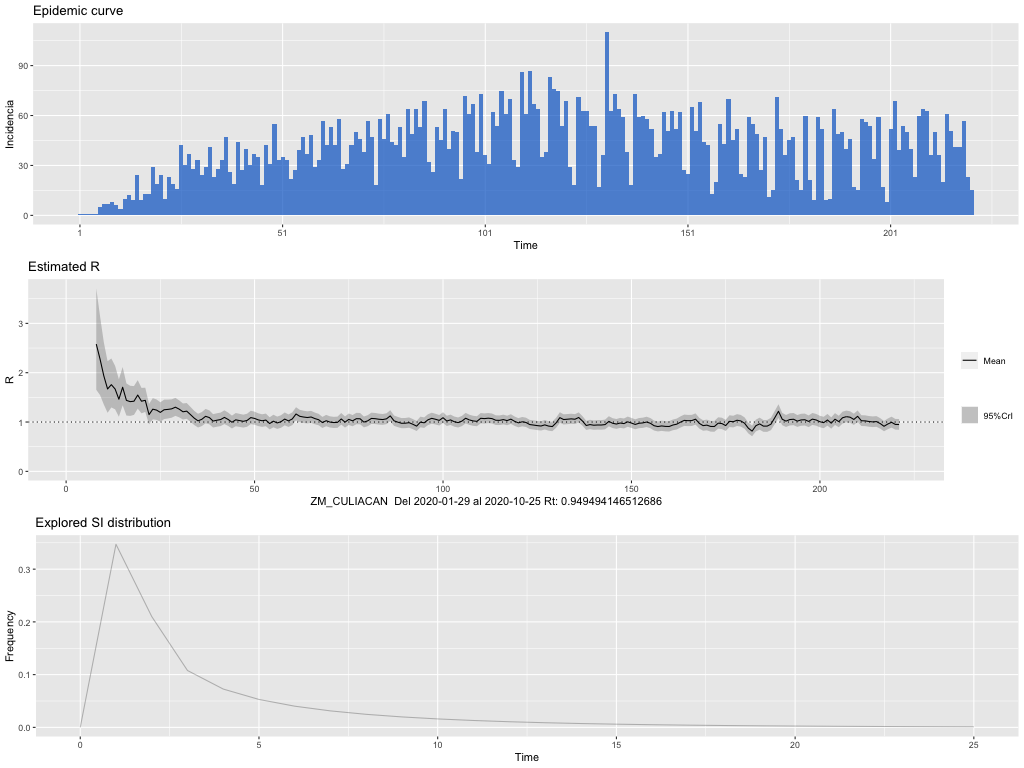 Epidemic curve
Incidencia
90
60
30
0
1 51 101 151 201
Time
Estimated R
R
3
2
1
0
0 50 100 150 200
ZM_CULIACAN Del 2020-01-29 al 2020-10-25 Rt: 0.949494146512686
Mean
95%CrI
Explored SI distribution
Frequency
0.3
0.2
0.1
0.0
0 5 10 15 20 25
Time